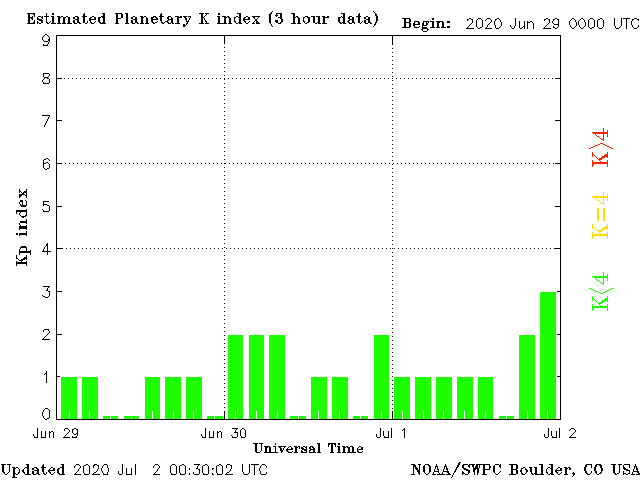 Estimated Planetary K index (3 hour data) Begin: 2020 Jun 29 0000 UTC
9
8
7
6
5
4
3
2
1
0
Kp index
K>4
K=4
K<4
Jun 29 Jun 30 Jul 1 Jul 2
Universal Time
Updated 2020 Jul 2 00:30:02 UTC NOAA/SWPC Boulder, CO USA